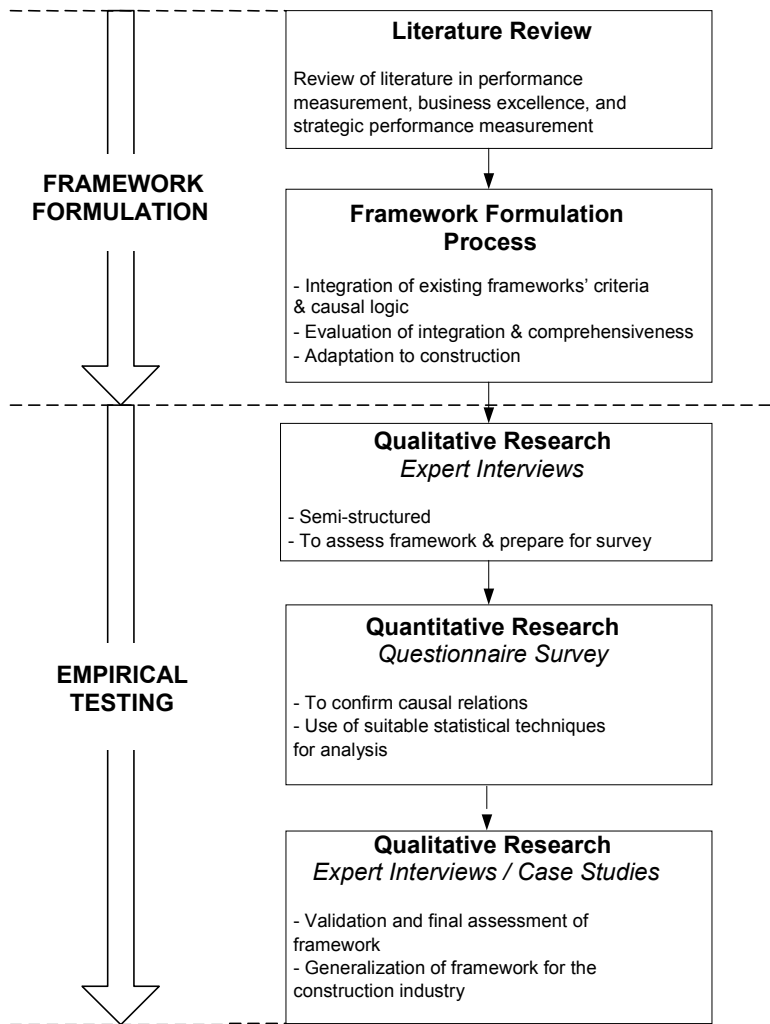 Literature Review
Review of literature in performance
measurement, business excellence, and
strategic performance measurement
FRAMEWORK
FORMULATION
Framework Formulation
Process
- Integration of existing frameworks’ criteria
& causal logic
- Evaluation of integration & comprehensiveness
- Adaptation to construction
Qualitative Research
Expert Interviews
- Semi-structured
- To assess framework & prepare for survey
EMPIRICAL
TESTING
Quantitative Research
Questionnaire Survey
- To confirm causal relations
- Use of suitable statistical techniques
for analysis
Qualitative Research
Expert Interviews / Case Studies
- Validation and final assessment of
framework
- Generalization of framework for the
construction industry